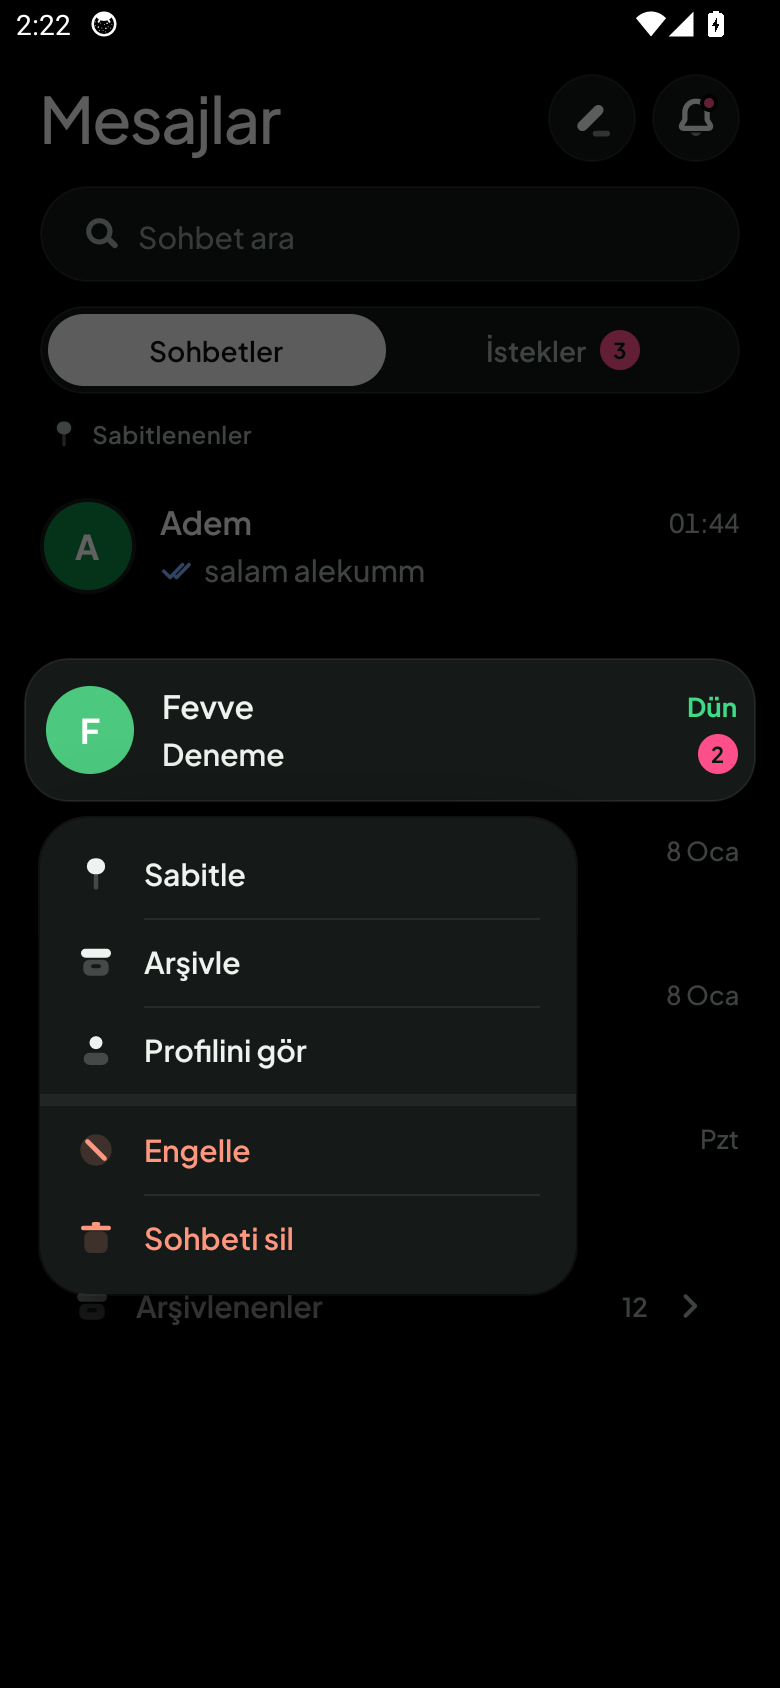 2:22
Mesajlar
Sohbet ara
Sohbetler
İstekler 3
Sabitlenenler
A
Adem 01:44
salam alekumm
F
Fevve Dün
Deneme 2
8 Oca
Sabitle
Arşivle
8 Oca
Profilini gör
Pzt
Engelle
Sohbeti sil
Arşivlenenler 12